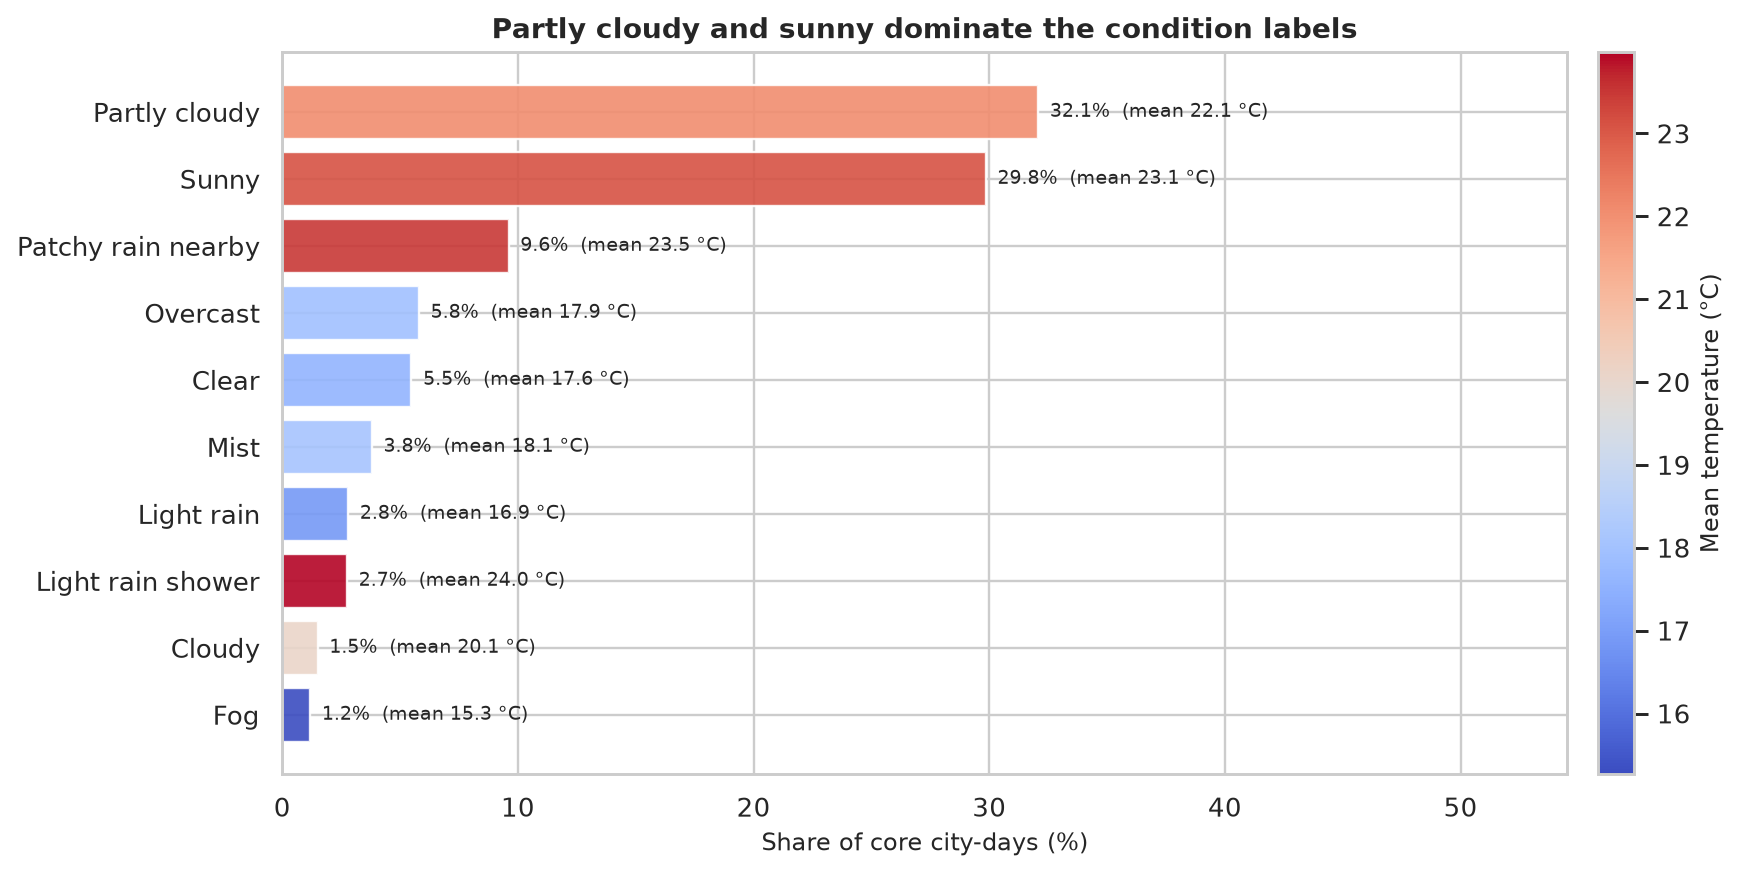 Partly cloudy and sunny dominate the condition labels
Partly cloudy 32.1% (mean 22.1 °C)
Sunny 29.8% (mean 23.1 °C)
Patchy rain nearby 9.6% (mean 23.5 °C)
Overcast 5.8% (mean 17.9 °C)
Clear 5.5% (mean 17.6 °C)
Mist 3.8% (mean 18.1 °C)
Light rain 2.8% (mean 16.9 °C)
Light rain shower 2.7% (mean 24.0 °C)
Cloudy 1.5% (mean 20.1 °C)
Fog 1.2% (mean 15.3 °C)
0 10 20 30 40 50
Share of core city-days (%)
23
22
21
20
19
18
17
16
Mean temperature (°C)